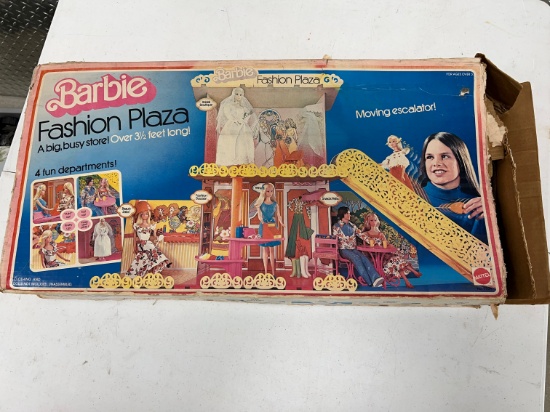 Barbie
Fashion Plaza
A big, busy store! Over 3½ feet long!
4 fun departments!
Barbie
Fashion Plaza
Moving escalator!
MATTEL